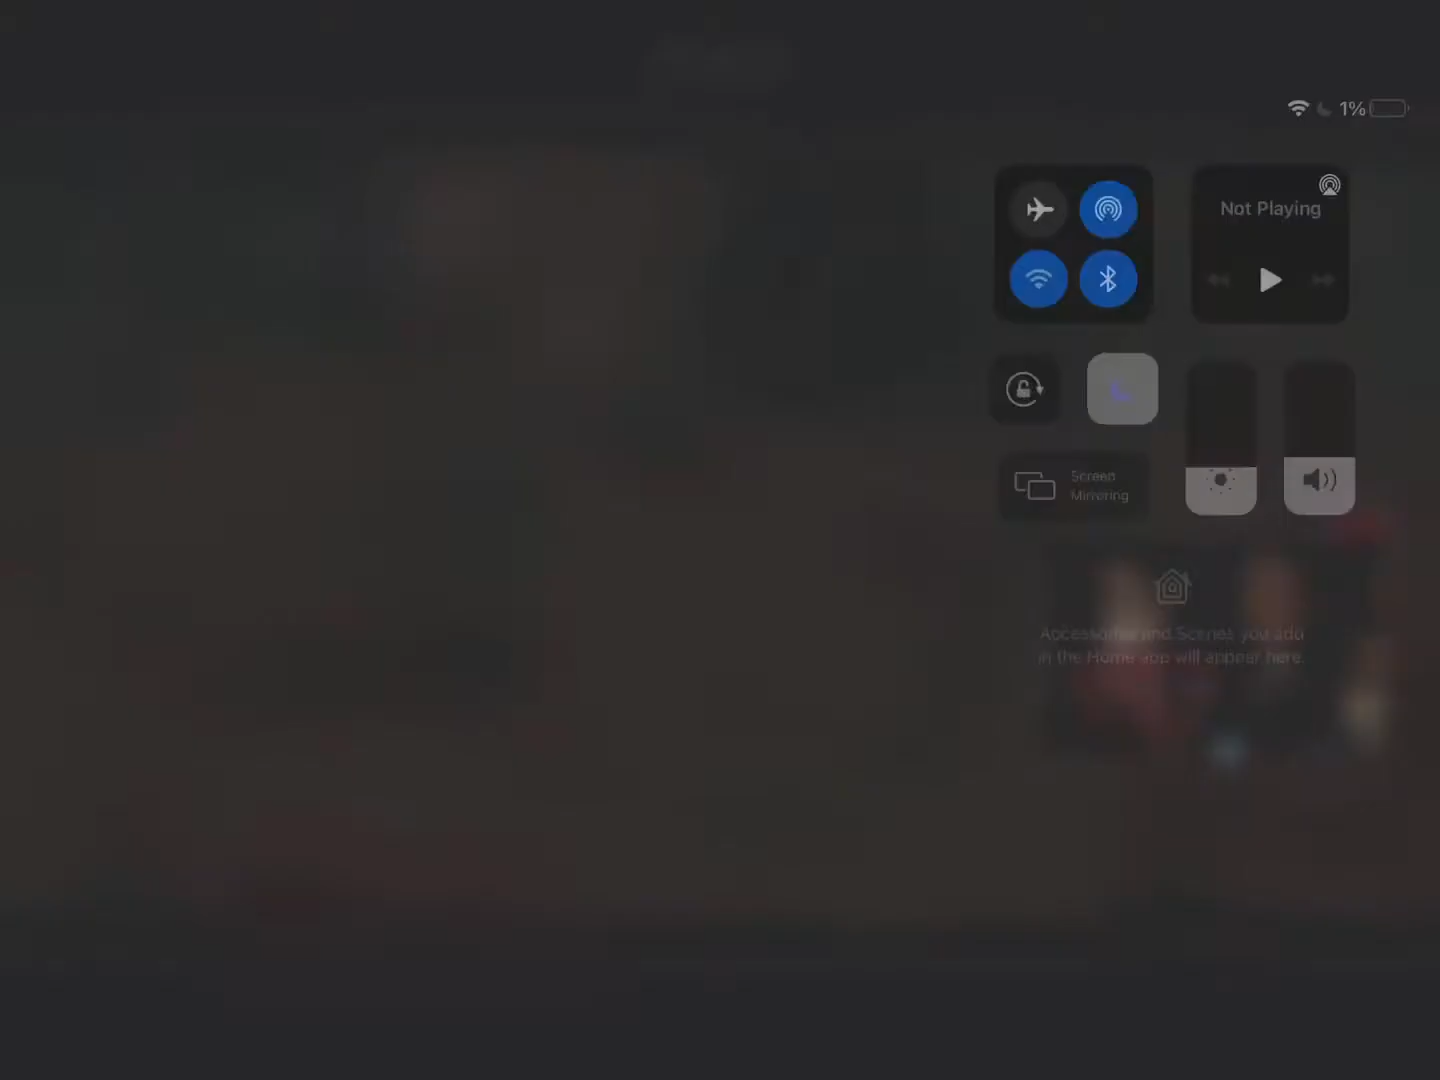 1%
Not Playing
Screen
Mirroring
Accessories and Scenes you add
in the Home app will appear here.